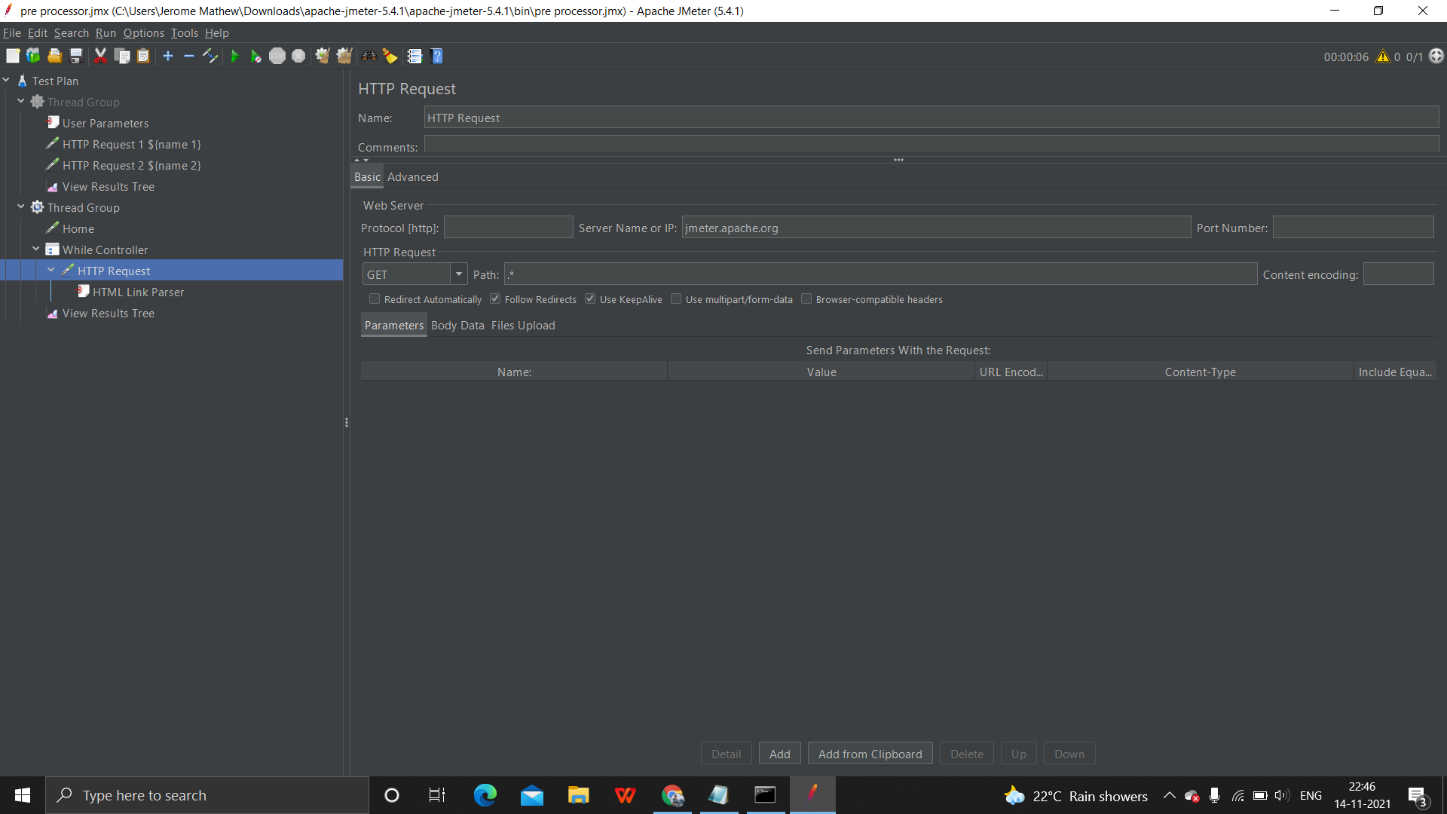 pre processor.jmx (C:\Users\Jerome Mathew\Downloads\apache-jmeter-5.4.1\apache-jmeter-5.4.1\bin\pre processor.jmx) - Apache JMeter (5.4.1)
File Edit Search Run Options Tools Help
00:00:06 0 0/1
Test Plan
Thread Group
User Parameters
HTTP Request 1 ${name 1}
HTTP Request 2 ${name 2}
View Results Tree
Thread Group
Home
While Controller
HTTP Request
HTML Link Parser
View Results Tree
HTTP Request
Name: HTTP Request
Comments:
Basic Advanced
Web Server
Protocol [http]: Server Name or IP: jmeter.apache.org Port Number:
HTTP Request
GET Path: .* Content encoding:
Redirect Automatically Follow Redirects Use KeepAlive Use multipart/form-data Browser-compatible headers
Parameters Body Data Files Upload
Send Parameters With the Request:
Name: Value URL Encod... Content-Type Include Equa...
Detail Add Add from Clipboard Delete Up Down
Type here to search
22°C Rain showers ENG 22:46
14-11-2021
3